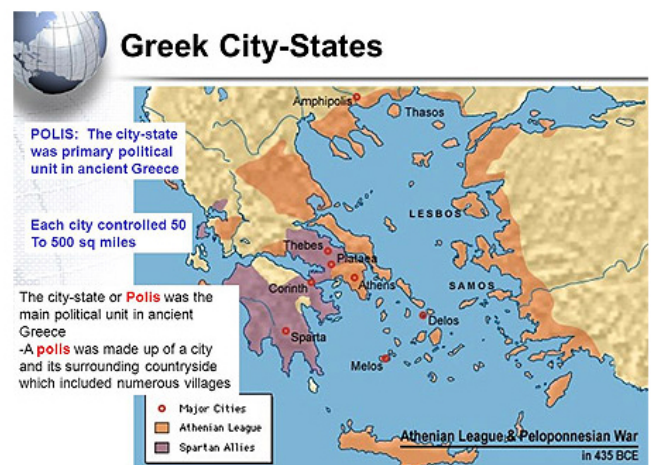 Greek City-States
POLIS: The city-state
was primary political
unit in ancient Greece
Each city controlled 50
To 500 sq miles
The city-state or Polis was the
main political unit in ancient
Greece
-A polis was made up of a city
and its surrounding countryside
which included numerous villages
Amphipolis
Thasos
LESBOS
Thebes
Plataea
Corinth
Athens
SAMOS
Delos
Sparta
Melos
Major Cities
Athenian League
Spartan Allies
Athenian League & Peloponnesian War
in 435 BCE